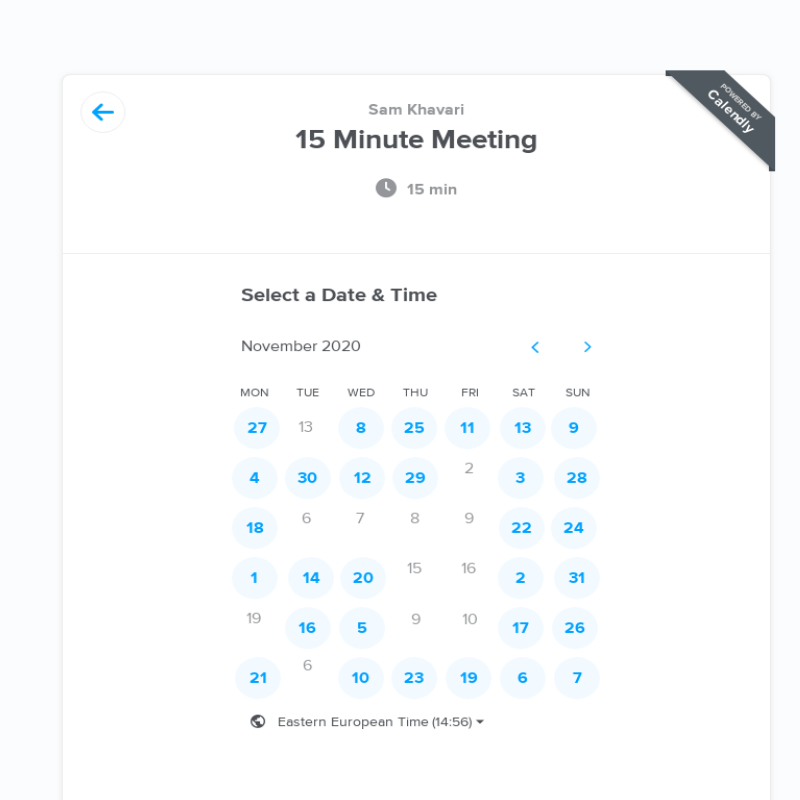 POWERED BY
Calendly
Sam Khavari
15 Minute Meeting
15 min
Select a Date & Time
November 2020
MON TUE WED THU FRI SAT SUN
27 13 8 25 11 13 9
4 30 12 29 2 3 28
18 6 7 8 9 22 24
1 14 20 15 16 2 31
19 16 5 9 10 17 26
21 6 10 23 19 6 7
Eastern European Time (14:56)